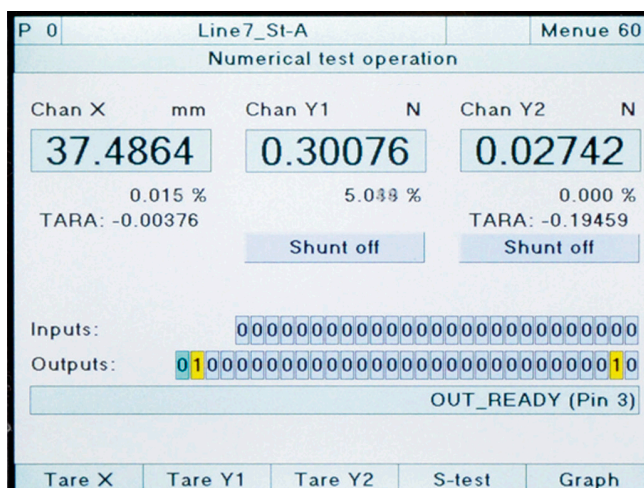 P 0 Line7_St-A Menue 60
Numerical test operation
Chan X mm Chan Y1 N Chan Y2 N
37.4864 0.30076 0.02742
0.015 % % 0.000 %
TARA: -0.00376 TARA: -0.19459
Shunt off Shunt off
Inputs: 000000000000000000000000000
Outputs: 0100000000000000000000000000010
OUT_READY (Pin 3)
Tare X Tare Y1 Tare Y2 S-test Graph